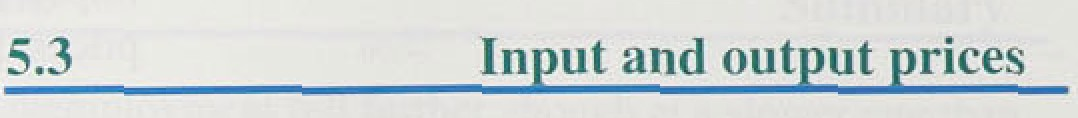 5.3 Input and output prices